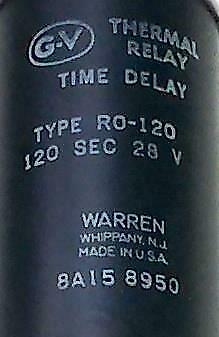 G-V
THERMAL
RELAY
TIME DELAY
TYPE RO-120
120 SEC 28 V
WARREN
WHIPPANY, N.J.
MADE IN U.S.A.
8A15 8950